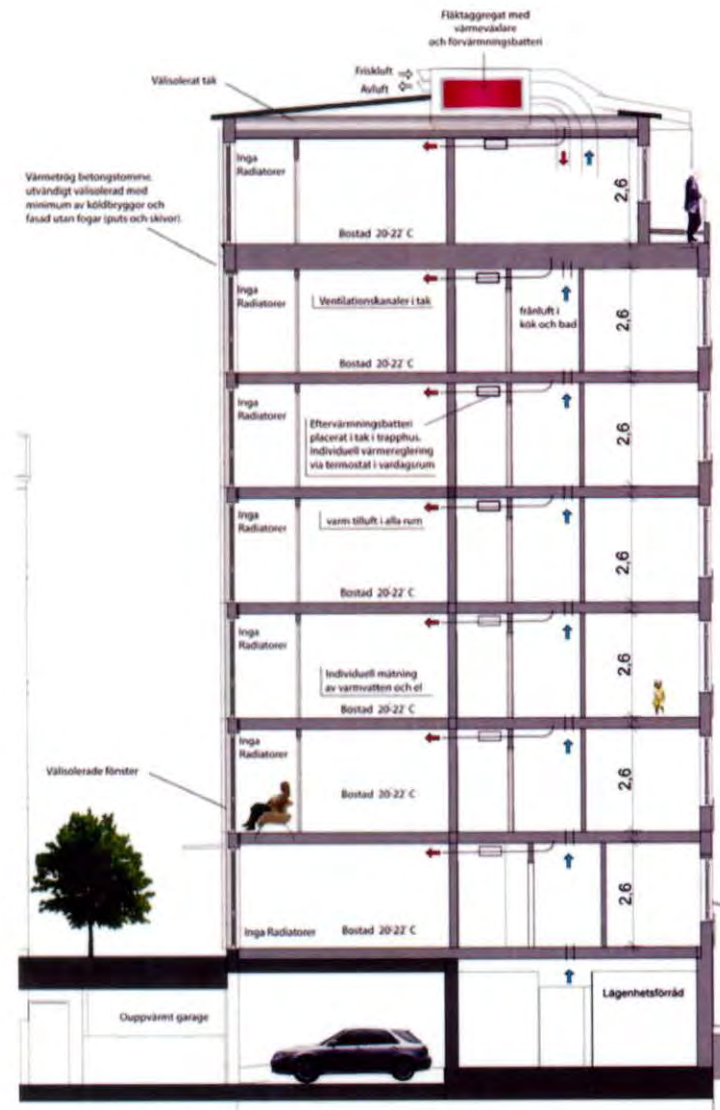 Fläktaggregat med
värmeväxlare
och förvärmningsbatteri
Friskluft
Avluft
Välisolerat tak
Inga
Radiatorer
Värmetrög betongstomme,
utvändigt välisolerad med
minimum av köldbryggor och
fasad utan fogar (puts och skivor).
2,6
Bostad 20-22° C
Inga
Radiatorer
Ventilationskanaler i tak
frånluft i
kök och bad
2,6
Bostad 20-22° C
Inga
Radiatorer
Eftervärmningsbatteri
placerat i tak i trapphus.
Individuell värmereglering
via termostat i vardagsrum
2,6
Inga
Radiatorer
varm tilluft i alla rum
2,6
Bostad 20-22° C
Inga
Radiatorer
Individuell mätning
av varmvatten och el
2,6
Bostad 20-22° C
Inga
Radiatorer
Välisolerade fönster
Bostad 20-22° C
2,6
2,6
Inga Radiatorer
Bostad 20-22° C
Lägenhetsförråd
Ouppvärmt garage